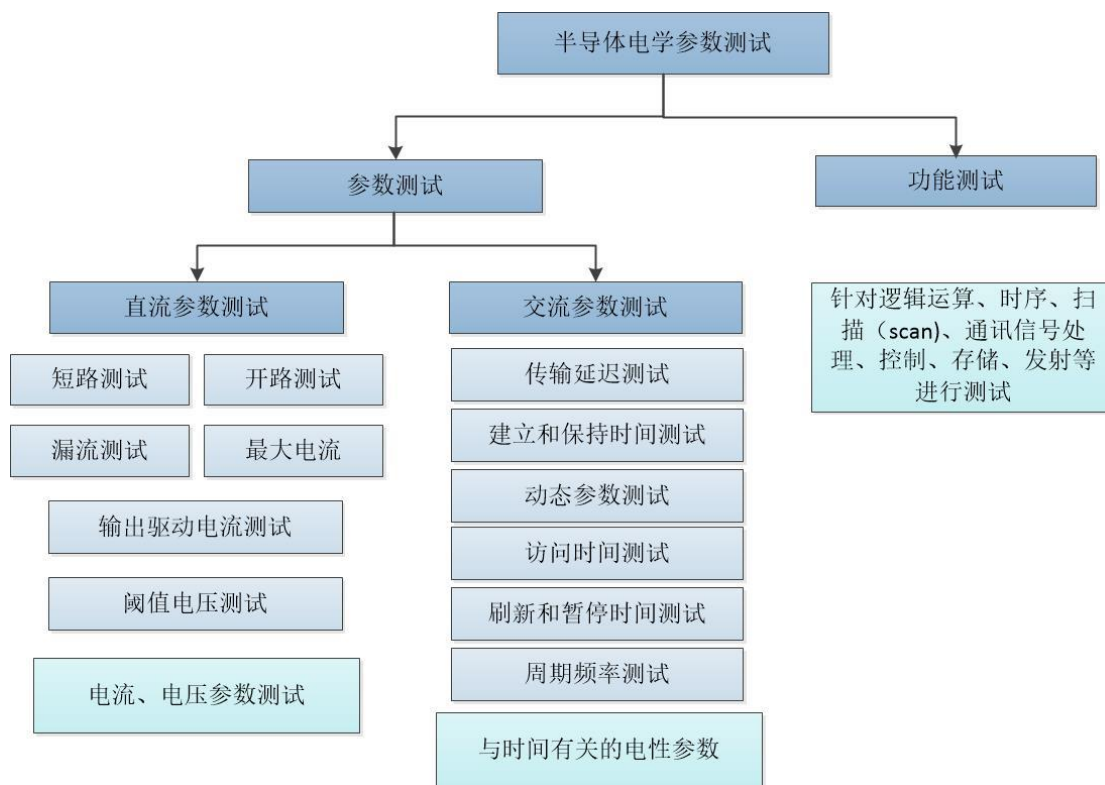 半导体电学参数测试
参数测试
功能测试
直流参数测试
交流参数测试
针对逻辑运算、时序、扫
描（scan)、通讯信号处
理、控制、存储、发射等
进行测试
短路测试
开路测试
漏流测试
最大电流
输出驱动电流测试
阈值电压测试
电流、电压参数测试
传输延迟测试
建立和保持时间测试
动态参数测试
访问时间测试
刷新和暂停时间测试
周期频率测试
与时间有关的电性参数